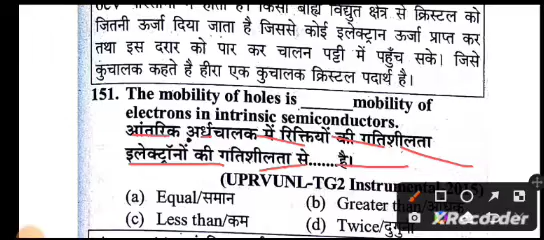 जितनी ऊर्जा दिया जाता है जिससे कोई इलेक्ट्रान ऊर्जा प्राप्त कर
तथा इस दरार को पार कर चालन पट्टी में पहुँच सके। जिसे
कुंचालक कहते है हीरा एक कुचालक क्रिस्टल पदार्थ है।
151. The mobility of holes is ______mobility of
electrons in intrinsic semiconductors.
आंतरिक अर्धचालक में रिक्तियों की गतिशीलता
इलेक्ट्रॉनों की गतिशीलता से.......है।
(UPRVUNL-TG2 Instrumental-2015)
(a) Equal/समान (b) Greater than/अधिक
(c) Less than/कम (d) Twice/दुगुना
XRecorder